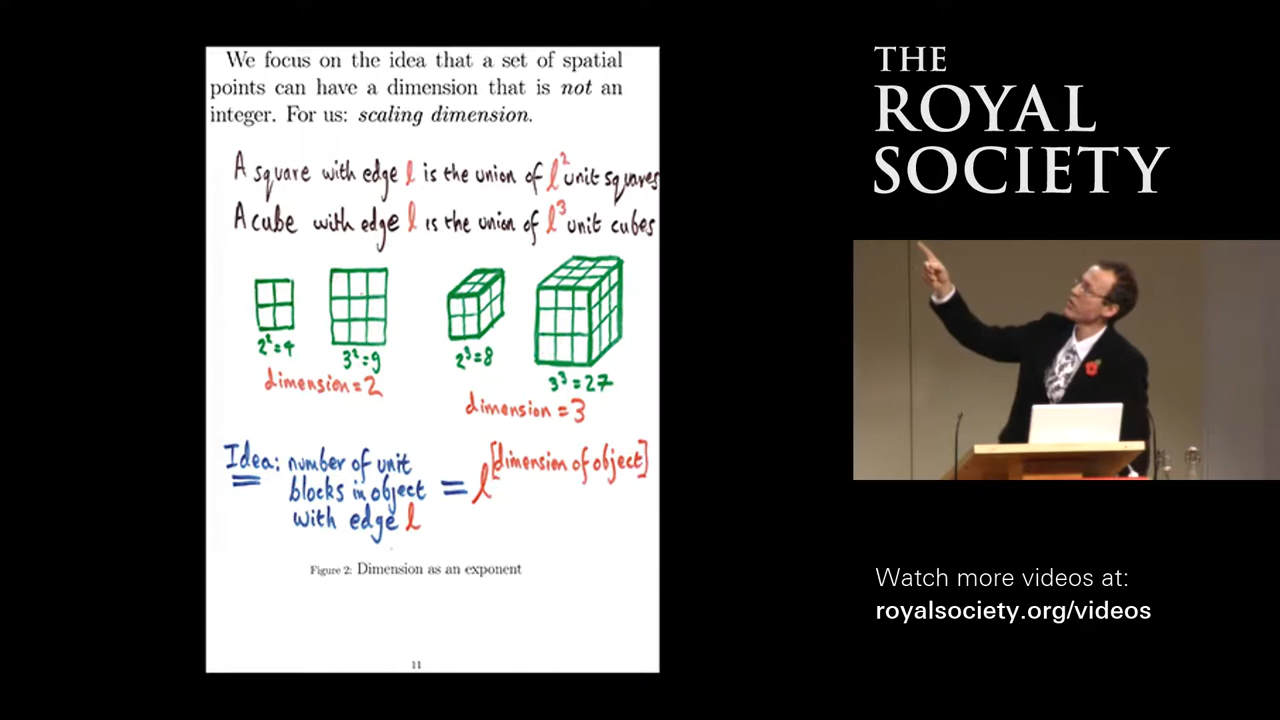 We focus on the idea that a set of spatial
points can have a dimension that is not an
integer. For us: scaling dimension.
A square with edge l is the union of l² unit squares
A cube with edge l is the union of l³ unit cubes
2²=4
3²=9
2³=8
3³=27
dimension=2
dimension=3
Idea: number of unit
blocks in object
with edge l
= l^[dimension of object]
Figure 2: Dimension as an exponent
11
THE
ROYAL
SOCIETY
Watch more videos at:
royalsociety.org/videos